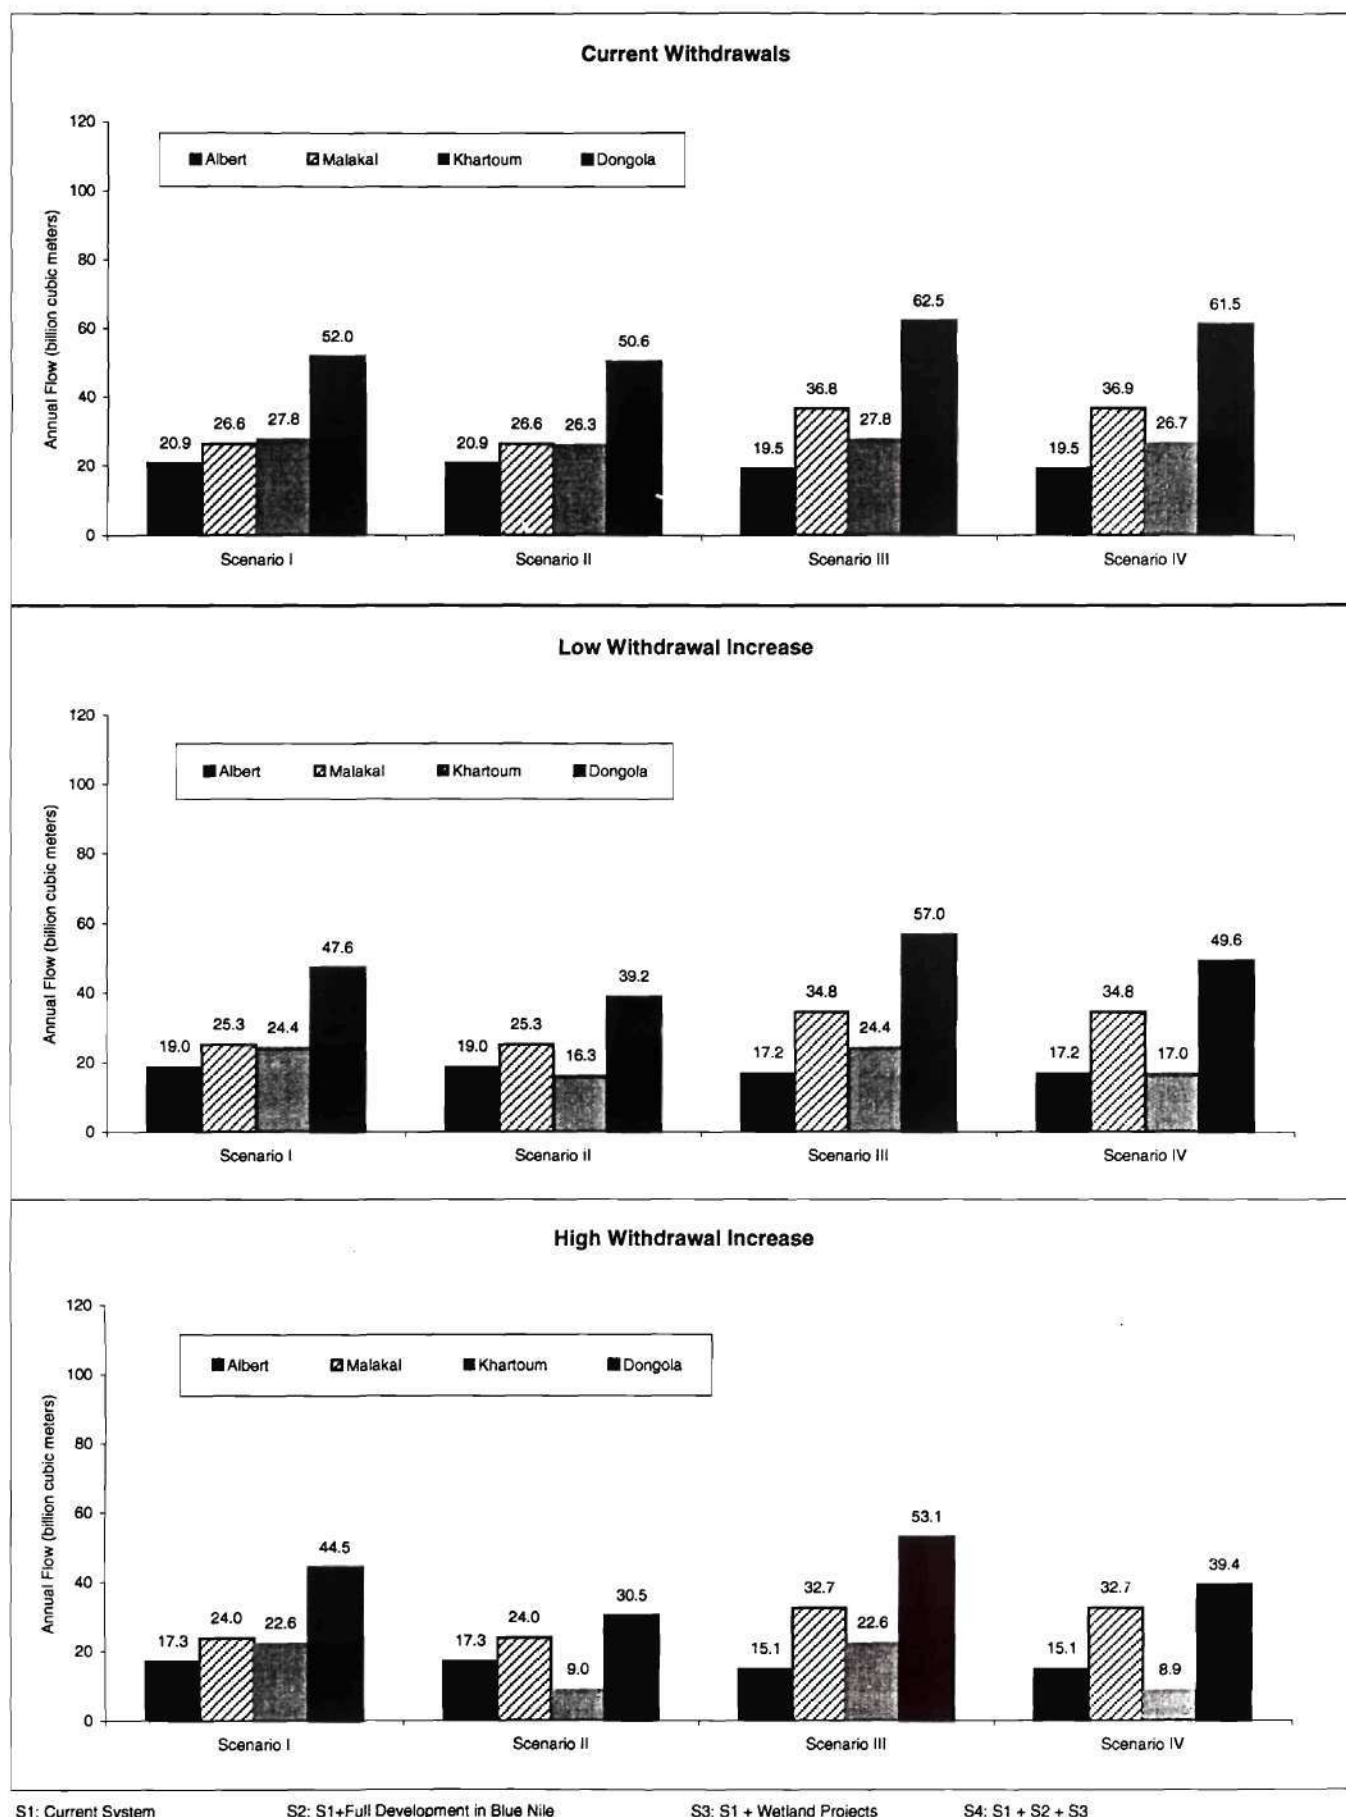 Current Withdrawals
120
100
80
60
40
20
0
Annual Flow (billion cubic meters)
Albert Malakal Khartoum Dongola
20.9 26.6 27.8 52.0
20.9 26.6 26.3 50.6
19.5 36.8 27.8 62.5
19.5 36.9 26.7 61.5
Scenario I Scenario II Scenario III Scenario IV
Low Withdrawal Increase
120
100
80
60
40
20
0
Annual Flow (billion cubic meters)
Albert Malakal Khartoum Dongola
19.0 25.3 24.4 47.6
19.0 25.3 16.3 39.2
17.2 34.8 24.4 57.0
17.2 34.8 17.0 49.6
Scenario I Scenario II Scenario III Scenario IV
High Withdrawal Increase
120
100
80
60
40
20
0
Annual Flow (billion cubic meters)
Albert Malakal Khartoum Dongola
17.3 24.0 22.6 44.5
17.3 24.0 9.0 30.5
15.1 32.7 22.6 53.1
15.1 32.7 8.9 39.4
Scenario I Scenario II Scenario III Scenario IV
S1: Current System S2: S1+Full Development in Blue Nile S3: S1 + Wetland Projects S4: S1 + S2 + S3